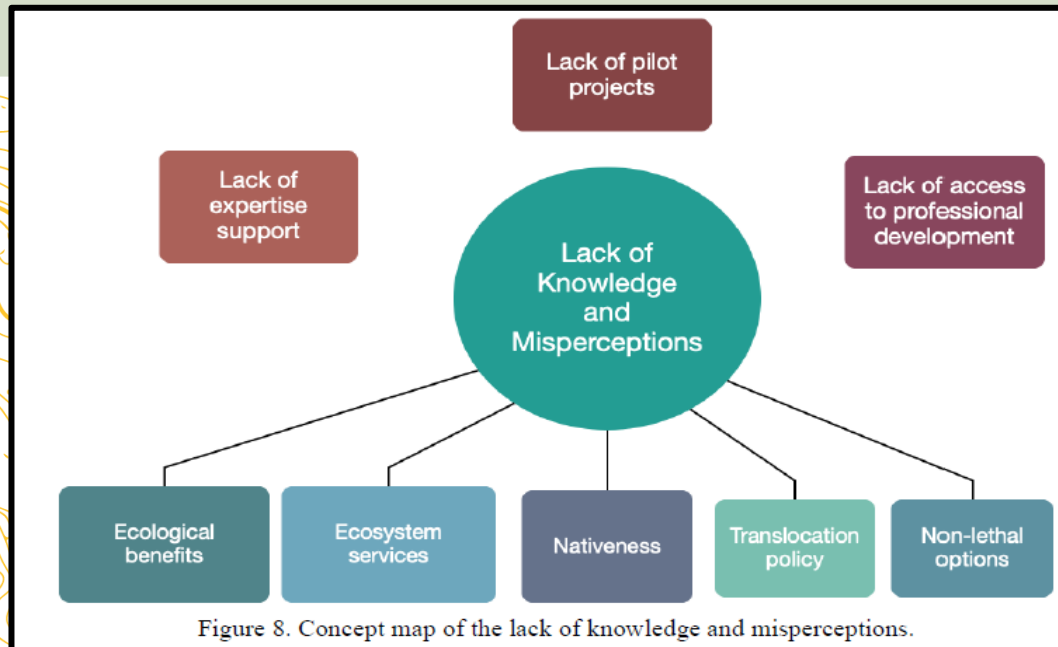 Lack of pilot
projects
Lack of
expertise
support
Lack of access
to professional
development
Lack of
Knowledge
and
Misperceptions
Ecological
benefits
Ecosystem
services
Nativeness
Translocation
policy
Non-lethal
options
Figure 8. Concept map of the lack of knowledge and misperceptions.